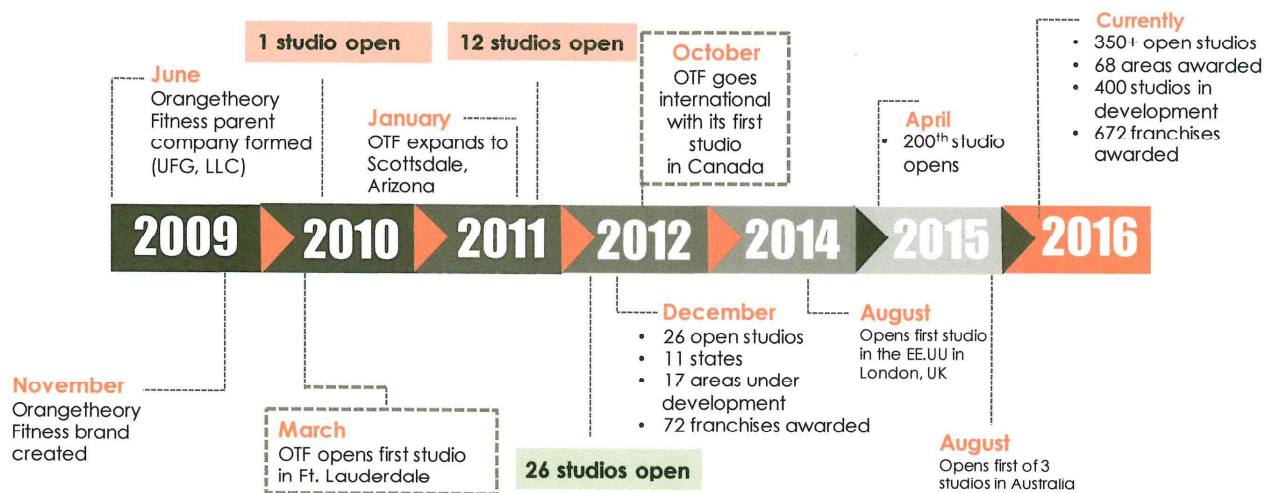 1 studio open
12 studios open
June
Orangetheory
Fitness parent
company formed
(UFG, LLC)
January
OTF expands to
Scottsdale,
Arizona
October
OTF goes
international
with its first
studio
in Canada
April
• 200th studio
opens
Currently
• 350+ open studios
• 68 areas awarded
• 400 studios in
development
• 672 franchises
awarded
2009
2010
2011
2012
2014
2015
2016
November
Orangetheory
Fitness brand
created
March
OTF opens first studio
in Ft. Lauderdale
26 studios open
December
• 26 open studios
• 11 states
• 17 areas under
development
• 72 franchises awarded
August
Opens first studio
in the EE.UU in
London, UK
August
Opens first of 3
studios in Australia